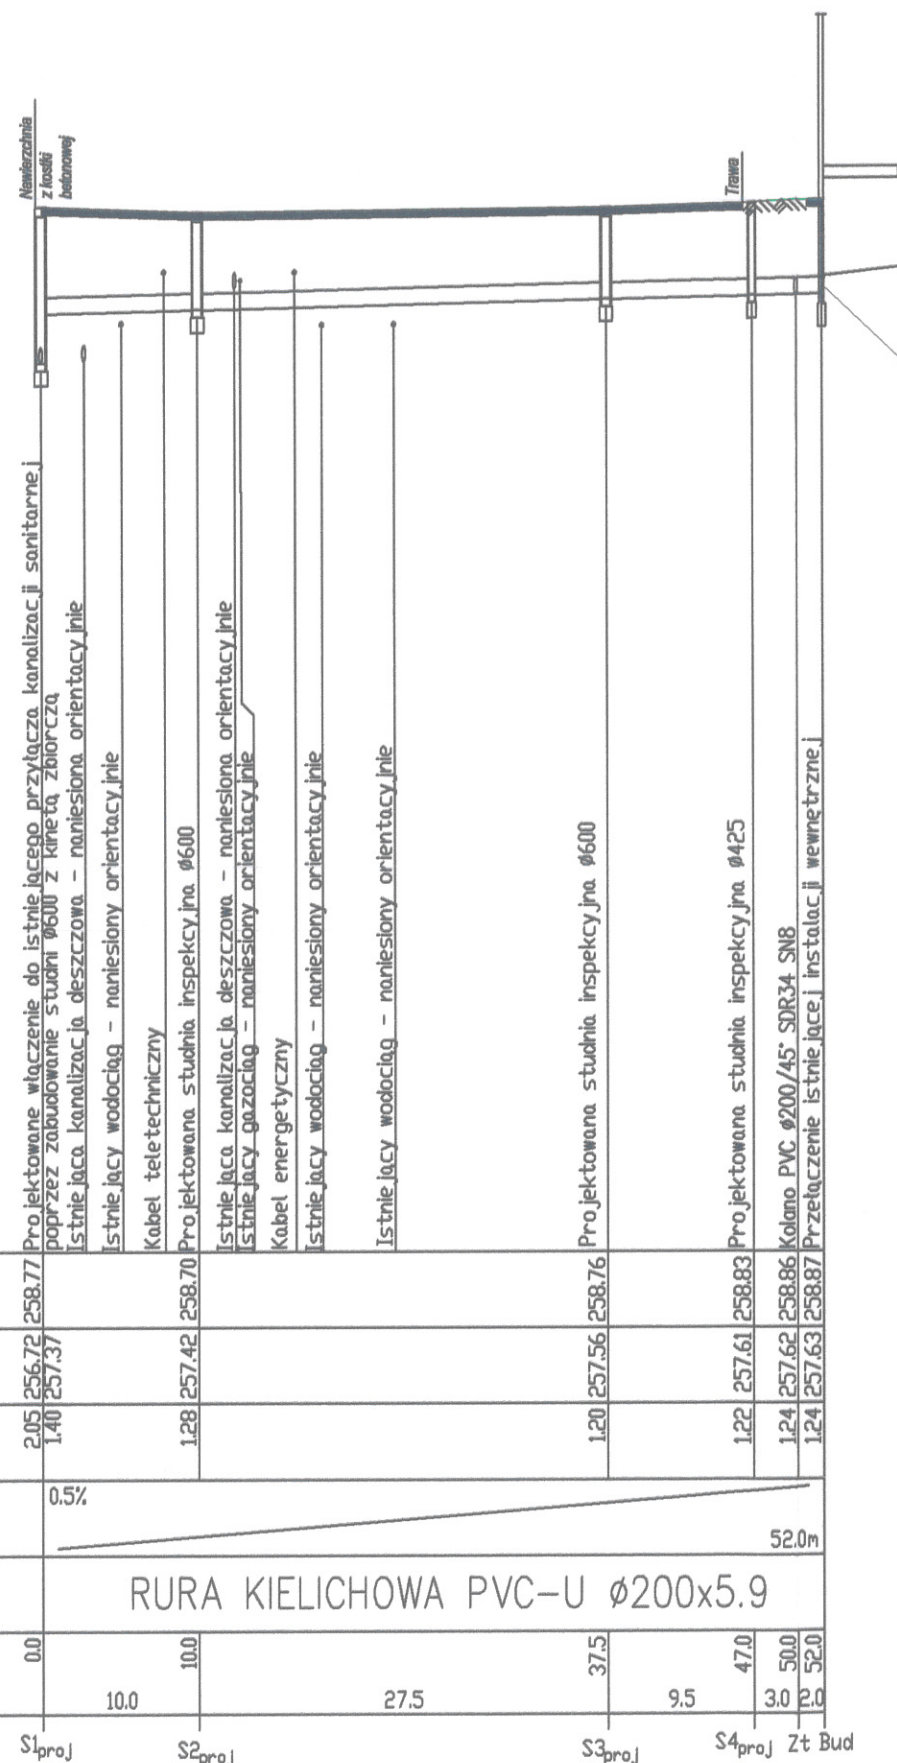 Nawierzchnia
z kostki
betonowej
Trawa
Projektowane włączenie do istniejącego przyłącza kanalizacji sanitarnej
poprzez zabudowanie studni Ø600 z kinetą zbiorczą
Istniejąca kanalizacja deszczowa - naniesiona orientacyjnie
Istniejący wodociąg - naniesiony orientacyjnie
Kabel teletechniczny
Projektowana studnia inspekcyjna Ø600
Istniejąca kanalizacja deszczowa - naniesiona orientacyjnie
Istniejący gazociąg - naniesiony orientacyjnie
Kabel energetyczny
Istniejący wodociąg - naniesiony orientacyjnie
Istniejący wodociąg - naniesiony orientacyjnie
Projektowana studnia inspekcyjna Ø600
Projektowana studnia inspekcyjna Ø425
Kolano PVC Ø200/45° SDR34 SN8
Przełączenie istniejącej instalacji wewnętrznej
258.77 258.70 258.76 258.83 258.86 258.87
256.72 257.37 257.42 257.56 257.61 257.62 257.63
2.05 1.40 1.28 1.20 1.22 1.24 1.24
0.5%
52.0m
RURA KIELICHOWA PVC-U Ø200x5.9
0.0 10.0 37.5 47.0 50.0 52.0
10.0 27.5 9.5 3.0 2.0
S1proj S2proj S3proj S4proj Zt Bud